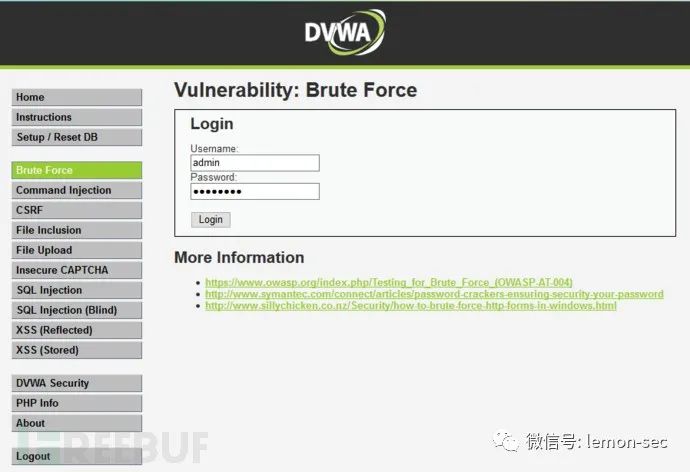 DVWA
Vulnerability: Brute Force
Home
Instructions
Setup / Reset DB
Brute Force
Command Injection
CSRF
File Inclusion
File Upload
Insecure CAPTCHA
SQL Injection
SQL Injection (Blind)
XSS (Reflected)
XSS (Stored)
DVWA Security
PHP Info
About
Logout
Login
Username:
admin
Password:
●●●●●●●●
Login
More Information
https://www.owasp.org/index.php/Testing_for_Brute_Force_(OWASP-AT-004)
http://www.symantec.com/connect/articles/password-crackers-ensuring-security-your-password
http://www.sillychicken.co.nz/Security/how-to-brute-force-http-forms-in-windows.html
REEBUF
微信号: lemon-sec